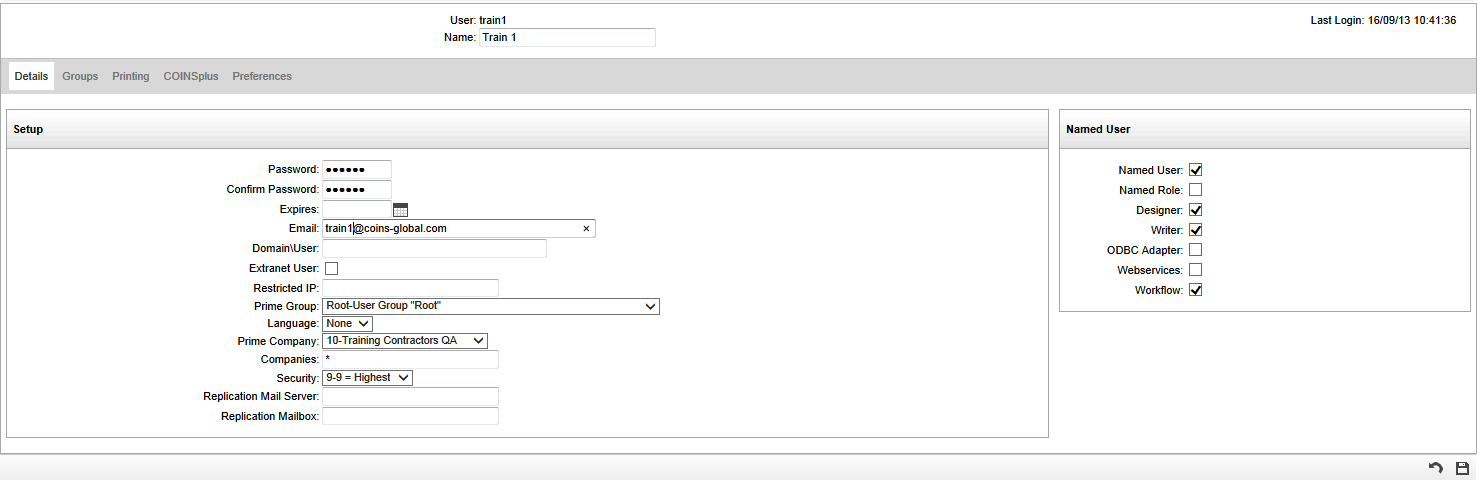 User: train1
Last Login: 16/09/13 10:41:36
Name: Train 1
Details Groups Printing COINSplus Preferences
Setup
Password: ●●●●●●
Confirm Password: ●●●●●●
Expires:
Email: train1@coins-global.com ×
Domain\User:
Extranet User:
Restricted IP:
Prime Group: Root-User Group "Root"
Language: None
Prime Company: 10-Training Contractors QA
Companies: *
Security: 9-9 = Highest
Replication Mail Server:
Replication Mailbox:
Named User
Named User:
Named Role:
Designer:
Writer:
ODBC Adapter:
Webservices:
Workflow: